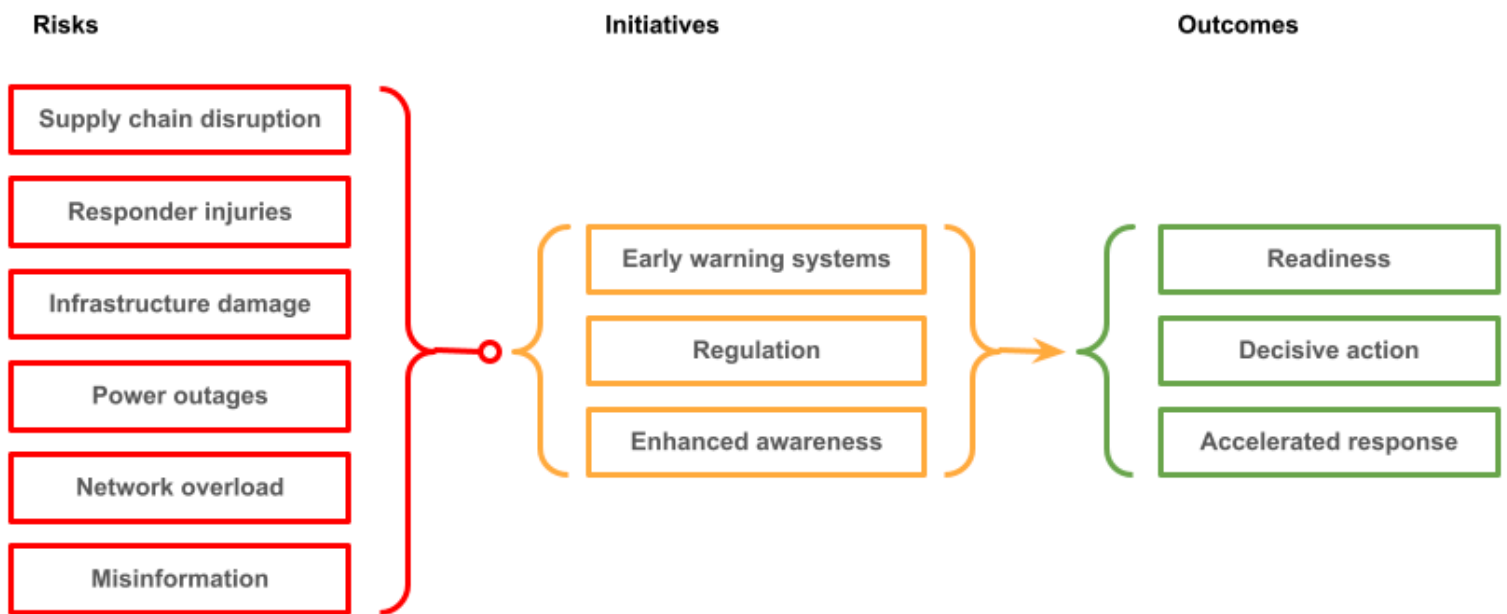 Risks
Initiatives
Outcomes
Supply chain disruption
Responder injuries
Infrastructure damage
Power outages
Network overload
Misinformation
Early warning systems
Regulation
Enhanced awareness
Readiness
Decisive action
Accelerated response